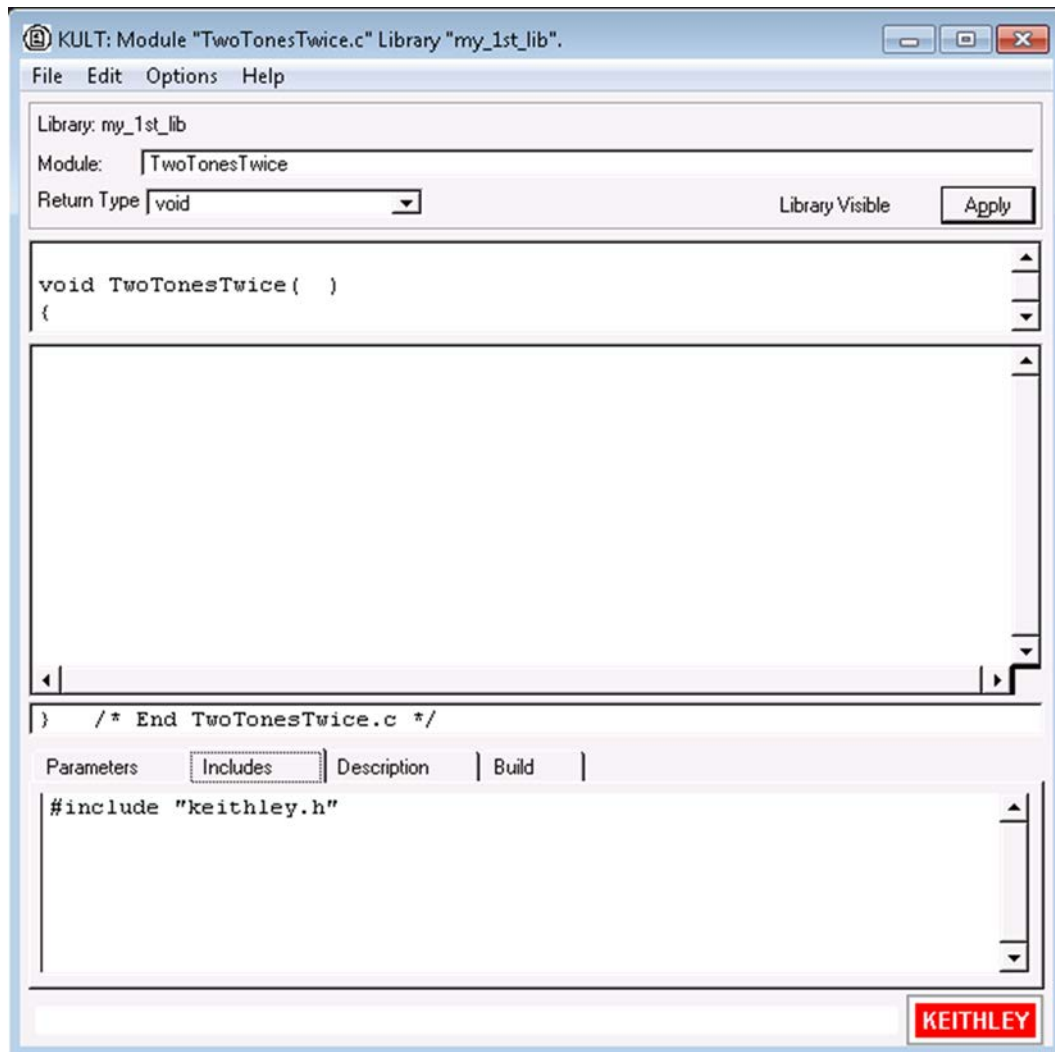 KULT: Module "TwoTonesTwice.c" Library "my_1st_lib".
File Edit Options Help
Library: my_1st_lib
Module: TwoTonesTwice
Return Type void Library Visible Apply
void TwoTonesTwice( )
{
} /* End TwoTonesTwice.c */
Parameters Includes Description Build
#include "keithley.h"
KEITHLEY